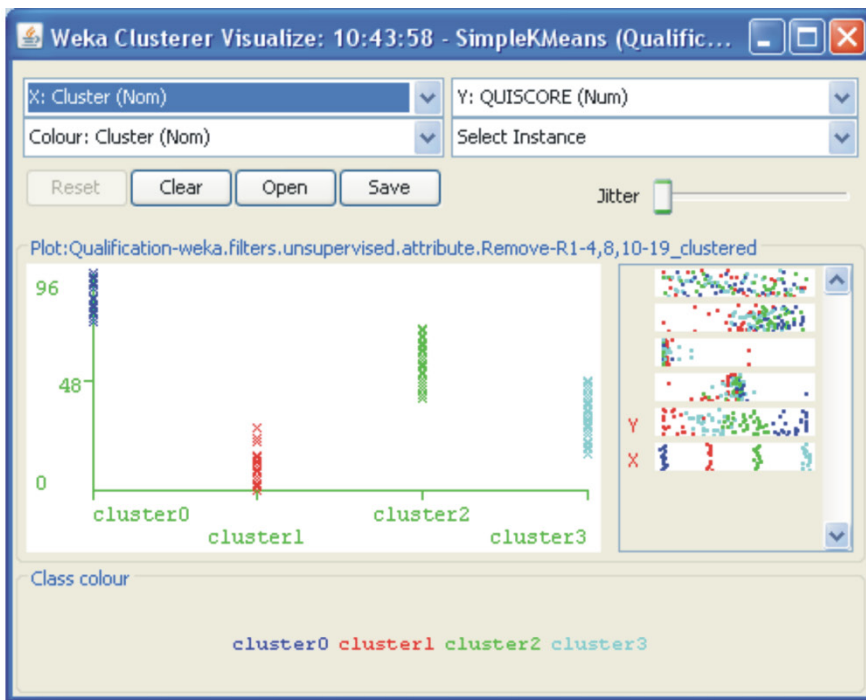 Weka Clusterer Visualize: 10:43:58 - SimpleKMeans (Qualific...
X: Cluster (Nom)
Y: QUISCORE (Num)
Colour: Cluster (Nom)
Select Instance
Reset
Clear
Open
Save
Jitter
Plot:Qualification-weka.filters.unsupervised.attribute.Remove-R1-4,8,10-19_clustered
96
48
0
cluster0
cluster1
cluster2
cluster3
Y
X
Class colour
cluster0 cluster1 cluster2 cluster3